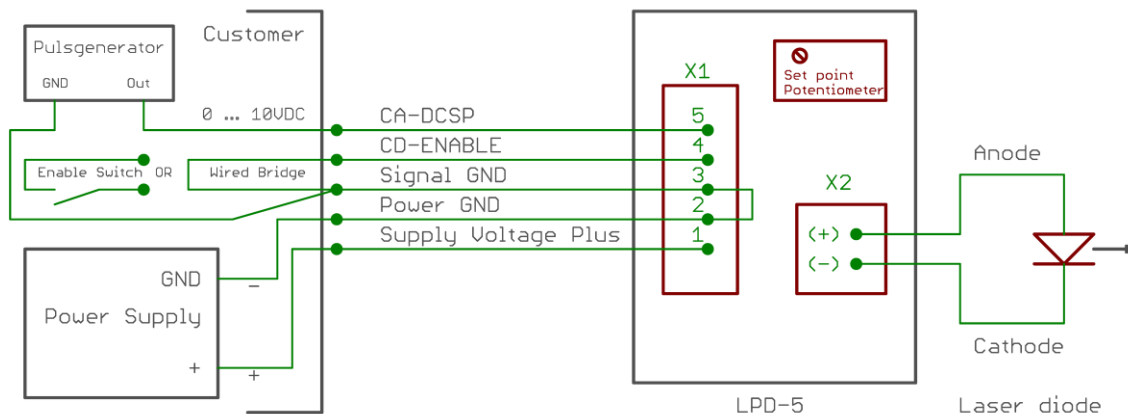 Pulsgenerator
GND Out
Customer
0 ... 10VDC
Enable Switch OR Wired Bridge
GND
-
Power Supply
+
+
CA-DCSP
CD-ENABLE
Signal GND
Power GND
Supply Voltage Plus
X1
5
4
3
2
1
Set point
Potentiometer
X2
(+)
(-)
LPD-5
Anode
Cathode
Laser diode